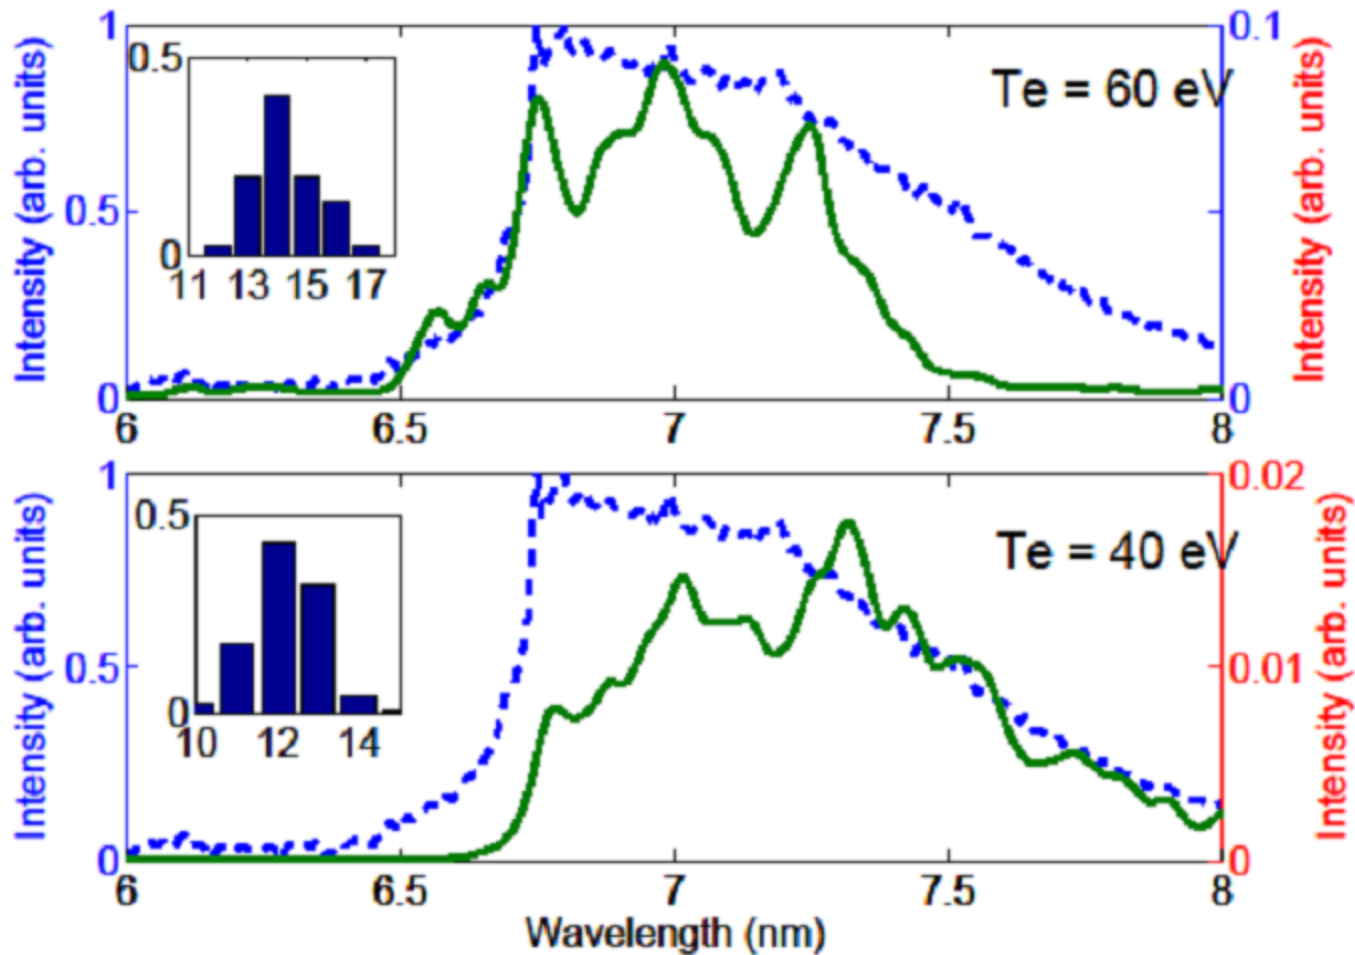 1
0.1
Intensity (arb. units)
0.5
0
0.5
0
11 13 15 17
Te = 60 eV
Intensity (arb. units)
0
6 6.5 7 7.5 8
1
0.02
Intensity (arb. units)
0.5
0
0.5
0
10 12 14
Te = 40 eV
0.01
Intensity (arb. units)
0
6 6.5 7 7.5 8
Wavelength (nm)